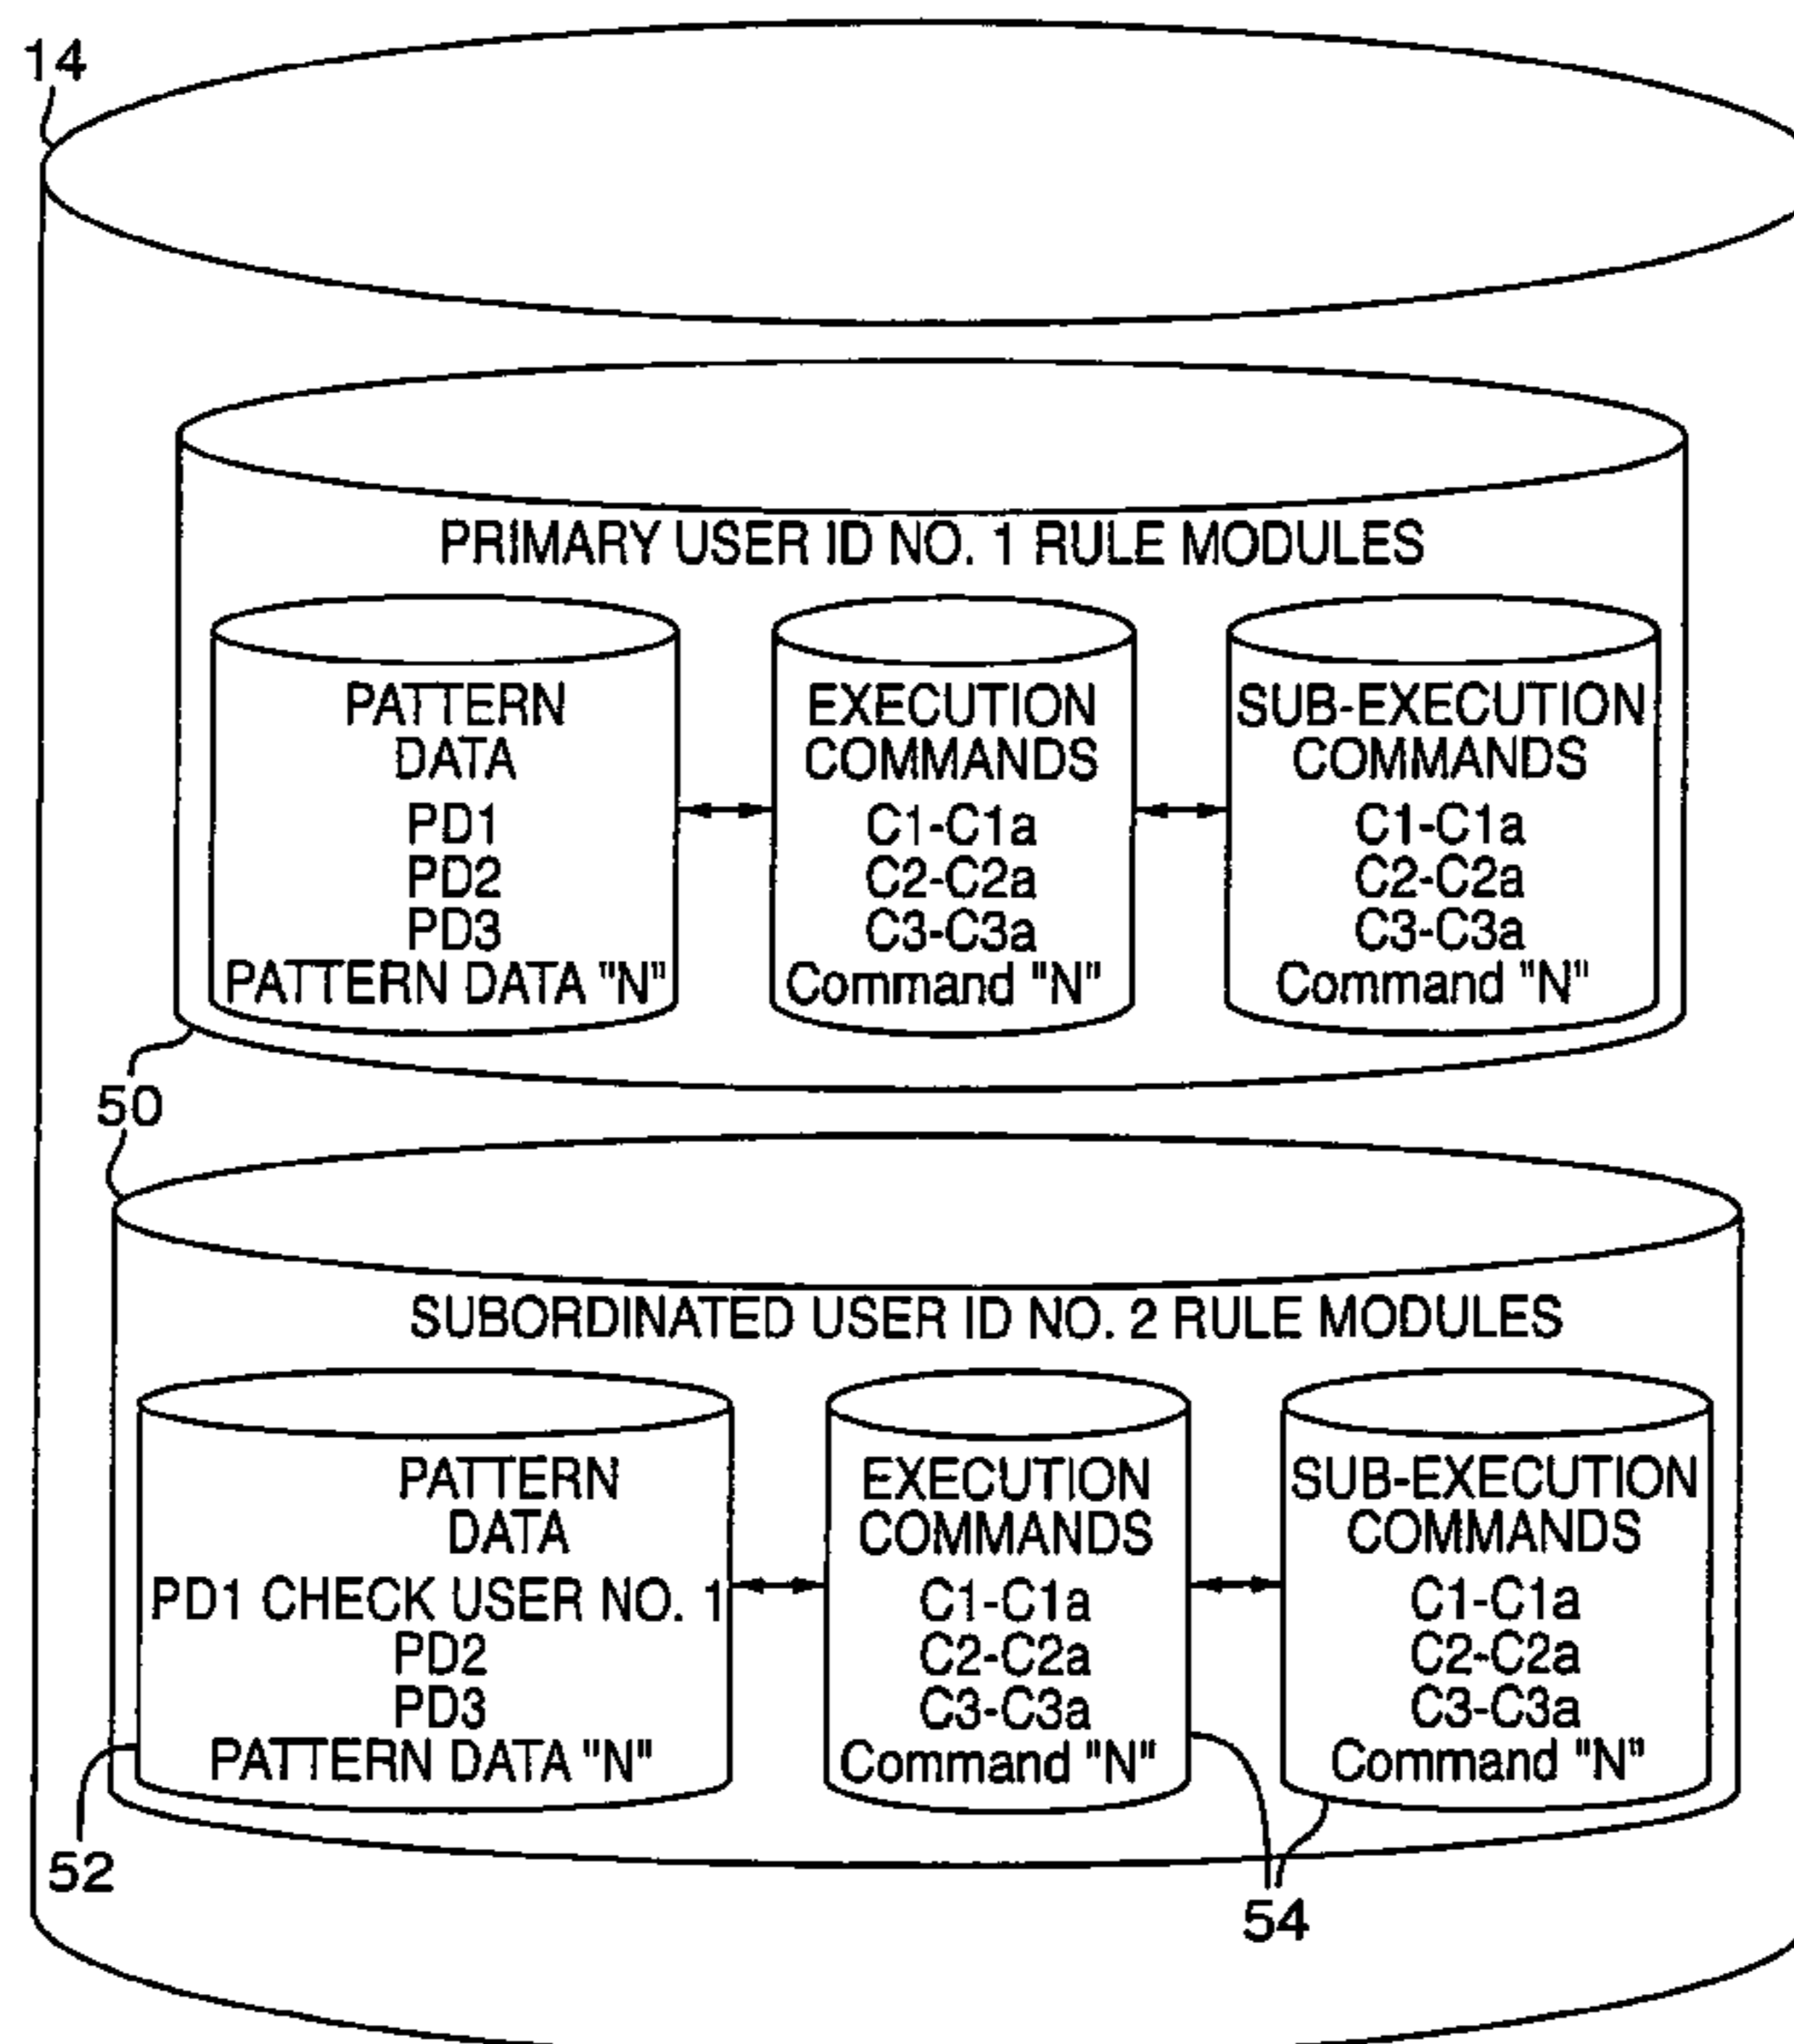 14
PRIMARY USER ID NO. 1 RULE MODULES
PATTERN
DATA
PD1
PD2
PD3
PATTERN DATA "N"
EXECUTION
COMMANDS
C1-C1a
C2-C2a
C3-C3a
Command "N"
SUB-EXECUTION
COMMANDS
C1-C1a
C2-C2a
C3-C3a
Command "N"
50
SUBORDINATED USER ID NO. 2 RULE MODULES
PATTERN
DATA
PD1 CHECK USER NO. 1
PD2
PD3
PATTERN DATA "N"
EXECUTION
COMMANDS
C1-C1a
C2-C2a
C3-C3a
Command "N"
SUB-EXECUTION
COMMANDS
C1-C1a
C2-C2a
C3-C3a
Command "N"
52
54